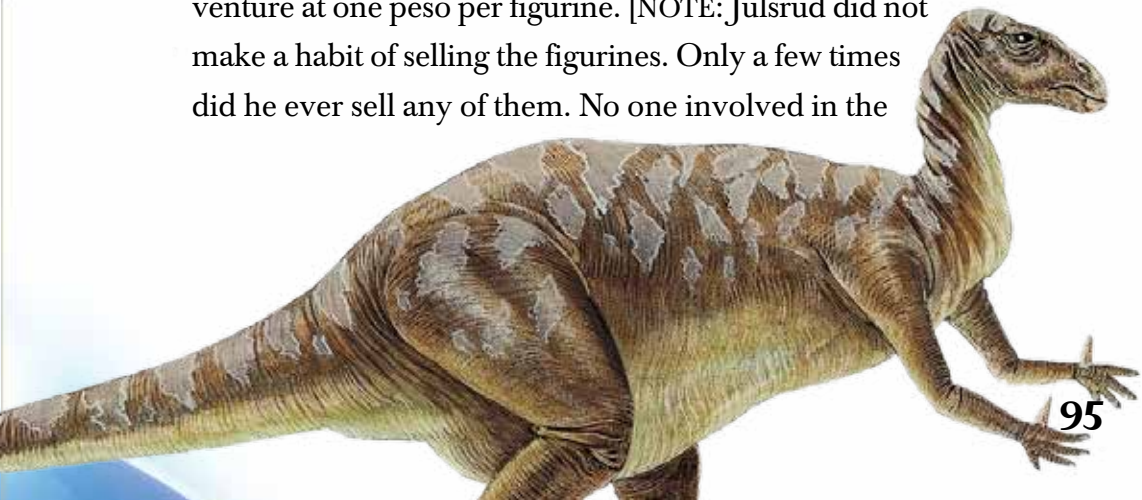 venture at one peso per figurine. [NOTE: Julsrud did not
make a habit of selling the figurines. Only a few times
did he ever sell any of them. No one involved in the
95